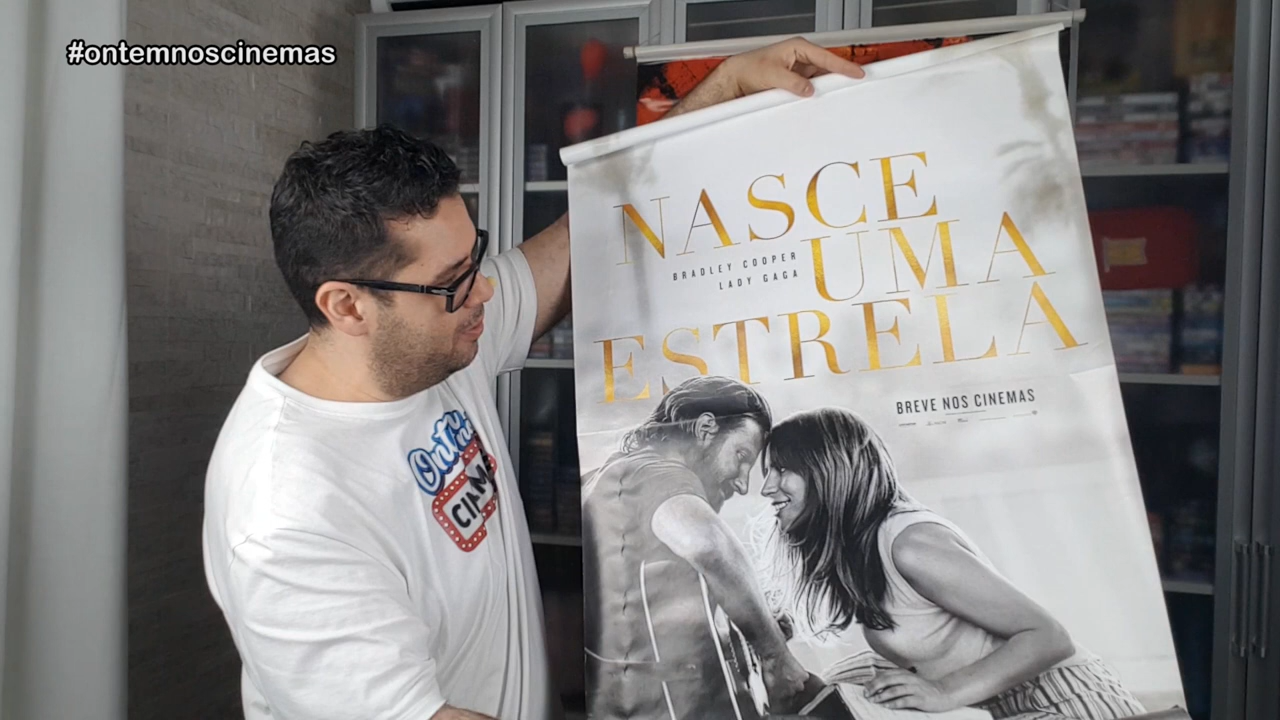 #ontemnoscinemas
NASCE
BRADLEY COOPER
LADY GAGA
UMA
ESTRELA
BREVE NOS CINEMAS